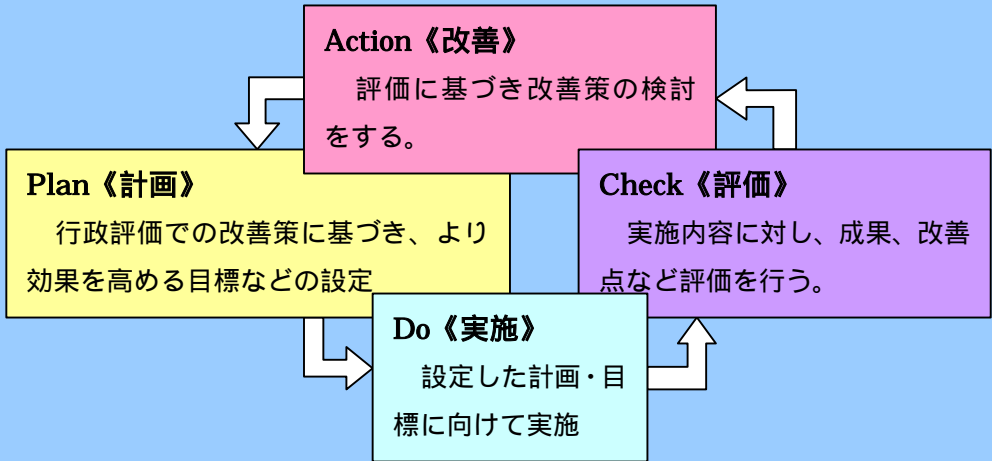 Action《改善》
評価に基づき改善策の検討
をする。
Plan《計画》
行政評価での改善策に基づき、より
効果を高める目標などの設定
Check《評価》
実施内容に対し、成果、改善
点など評価を行う。
Do《実施》
設定した計画・目
標に向けて実施